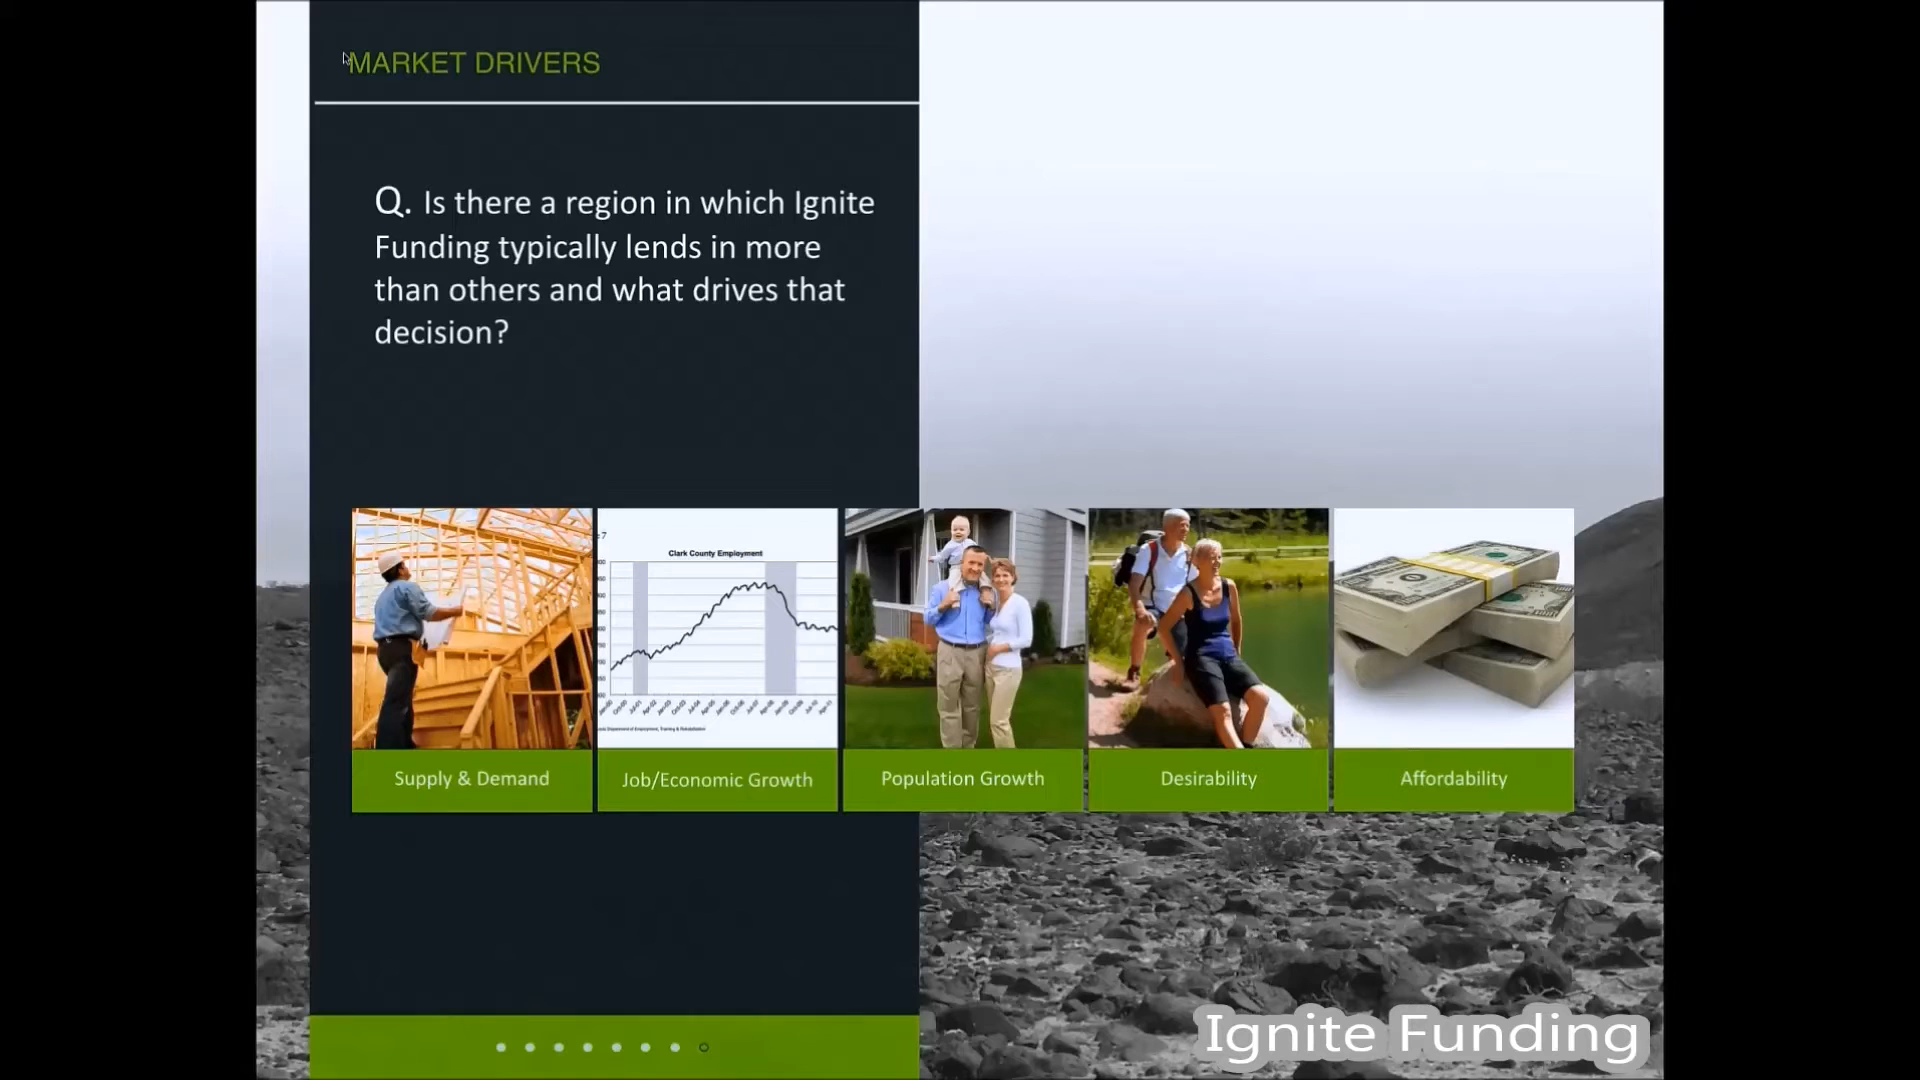 MARKET DRIVERS
Q. Is there a region in which Ignite
Funding typically lends in more
than others and what drives that
decision?
Clark County Employment
Supply & Demand
Job/Economic Growth
Population Growth
Desirability
Affordability
Ignite Funding